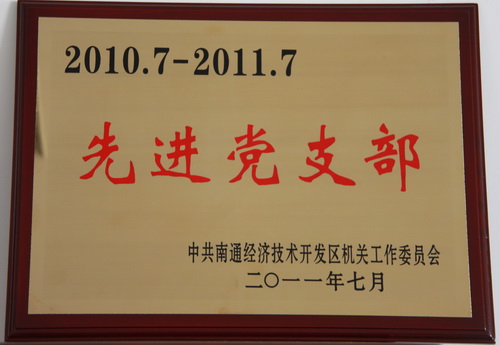 2010.7-2011.7
先进党支部
中共南通经济技术开发区机关工作委员会
二〇一一年七月